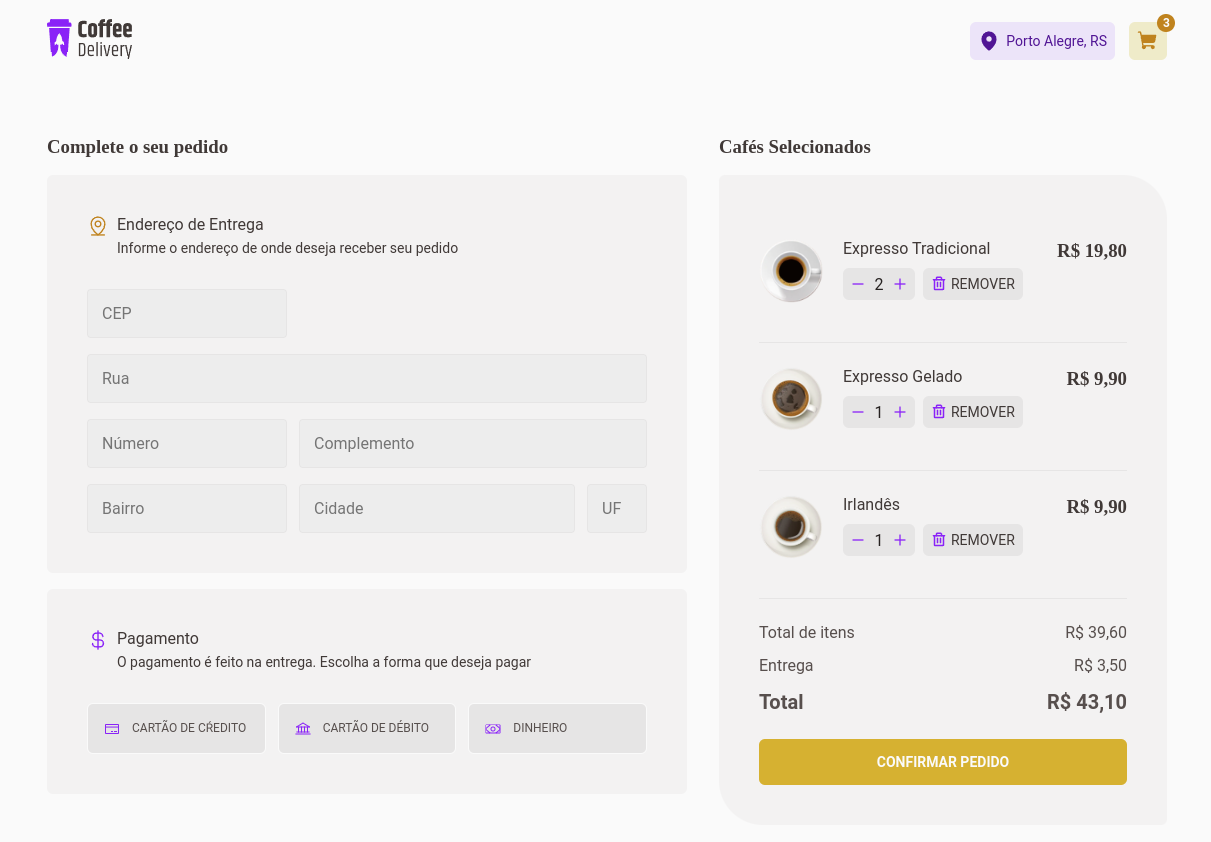 Coffee
Delivery
Porto Alegre, RS
3
Complete o seu pedido
Endereço de Entrega
Informe o endereço de onde deseja receber seu pedido
CEP
Rua
Número
Complemento
Bairro
Cidade
UF
Pagamento
O pagamento é feito na entrega. Escolha a forma que deseja pagar
CARTÃO DE CŔEDITO
CARTÃO DE DÉBITO
DINHEIRO
Cafés Selecionados
Expresso Tradicional
R$ 19,80
2
REMOVER
Expresso Gelado
R$ 9,90
1
REMOVER
Irlandês
R$ 9,90
1
REMOVER
Total de itens
R$ 39,60
Entrega
R$ 3,50
Total
R$ 43,10
CONFIRMAR PEDIDO